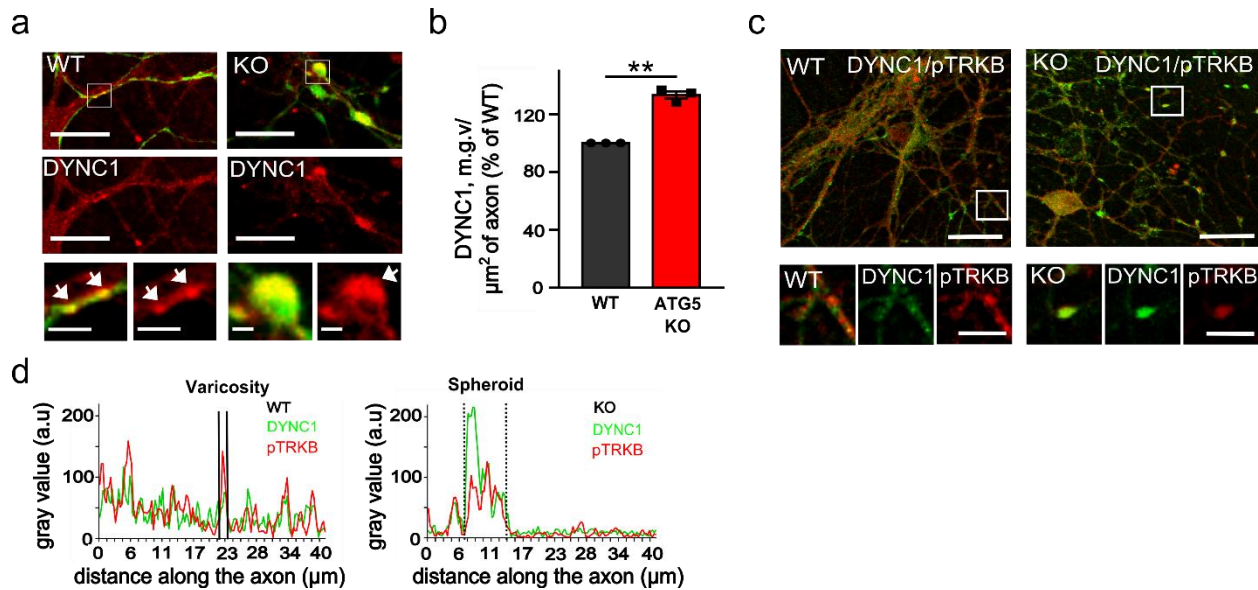 a
WT
KO
DYNC1
DYNC1
b
DYNC1, m.g.v/
µm² of axon (% of WT)
**
120
80
40
0
WT
ATG5
KO
c
WT DYNC1/pTRKB
KO DYNC1/pTRKB
WT DYNC1 pTRKB
KO DYNC1 pTRKB
d
Varicosity
WT
DYNC1
pTRKB
gray value (a.u)
200
100
0
0 6 11 17 23 28 34 40
distance along the axon (µm)
Spheroid
KO
DYNC1
pTRKB
gray value (a.u)
200
100
0
0 6 11 17 23 28 34 40
distance along the axon (µm)